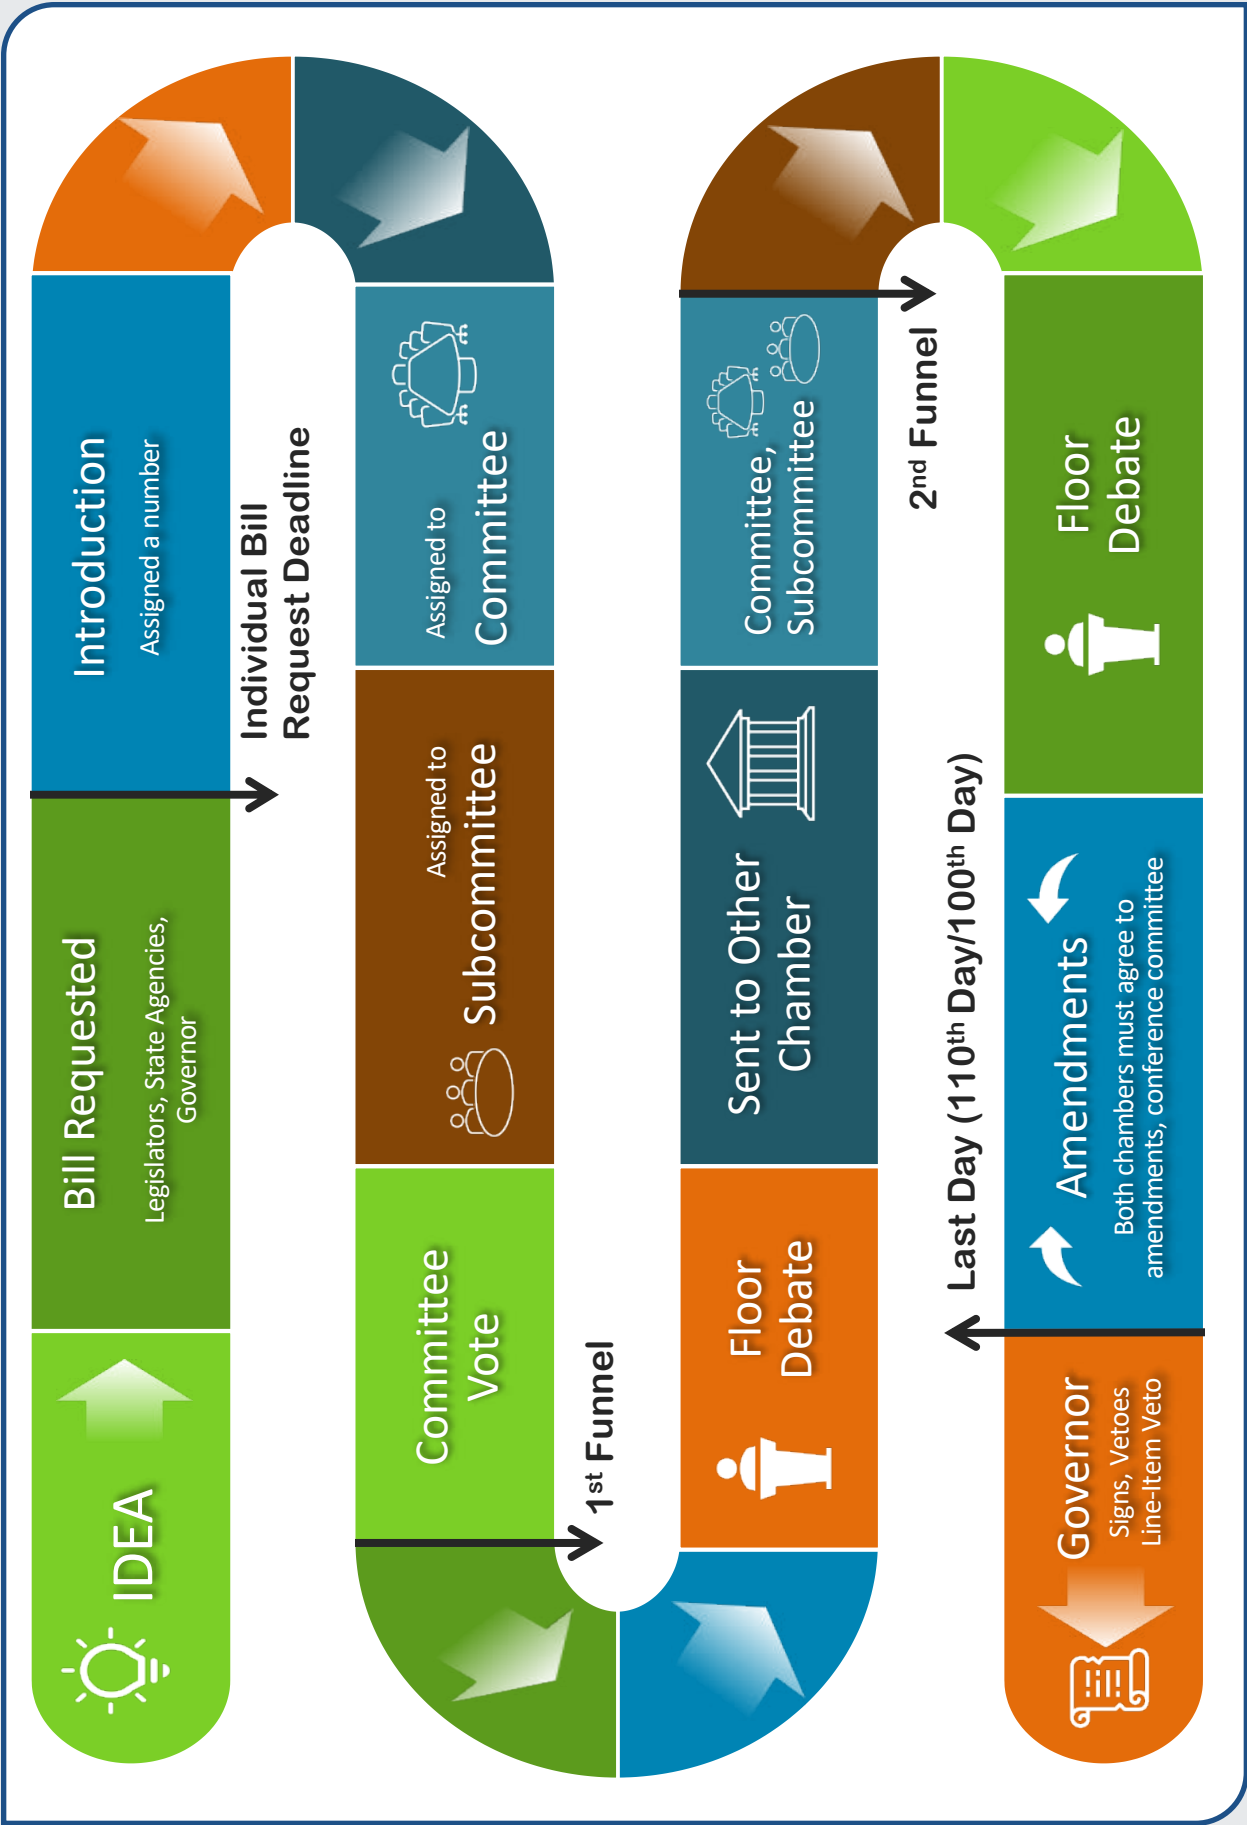 IDEA
Bill Requested
Legislators, State Agencies,
Governor
Individual Bill
Request Deadline
Introduction
Assigned a number
Assigned to
Committee
Assigned to
Subcommittee
Committee
Vote
1st Funnel
Floor
Debate
Sent to Other
Chamber
Committee,
Subcommittee
2nd Funnel
Floor
Debate
Amendments
Both chambers must agree to
amendments, conference committee
Last Day (110th Day/100th Day)
Governor
Signs, Vetoes
Line-Item Veto